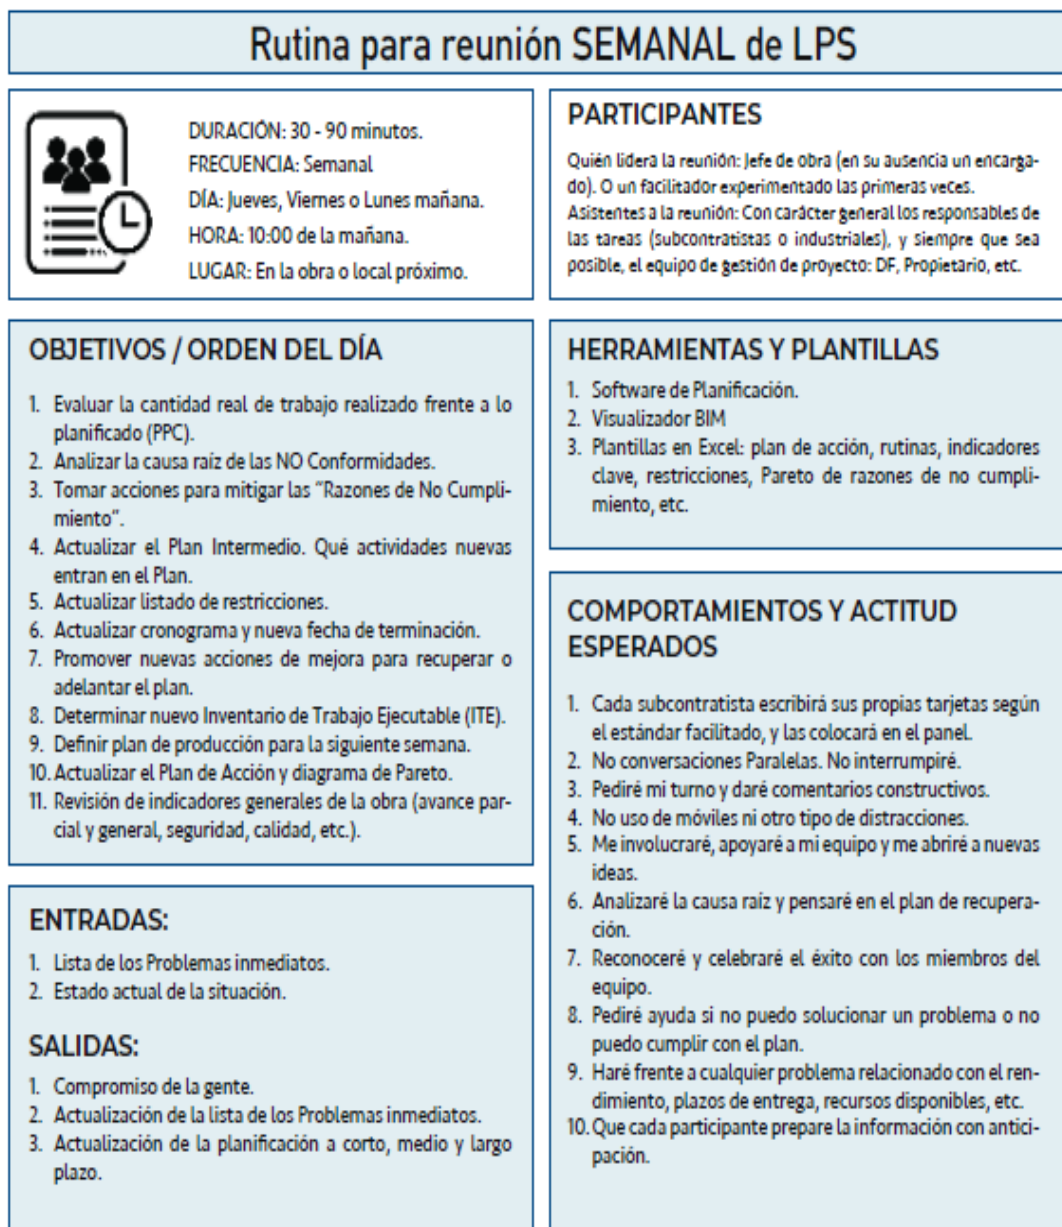 Rutina para reunión SEMANAL de LPS
DURACIÓN: 30 - 90 minutos.
FRECUENCIA: Semanal
DÍA: Jueves, Viernes o Lunes mañana.
HORA: 10:00 de la mañana.
LUGAR: En la obra o local próximo.
PARTICIPANTES
Quién lidera la reunión: Jefe de obra (en su ausencia un encarga-
do). O un facilitador experimentado las primeras veces.
Asistentes a la reunión: Con carácter general los responsables de
las tareas (subcontratistas o industriales), y siempre que sea
posible, el equipo de gestión de proyecto: DF, Propietario, etc.
OBJETIVOS / ORDEN DEL DÍA
1. Evaluar la cantidad real de trabajo realizado frente a lo
planificado (PPC).
2. Analizar la causa raíz de las NO Conformidades.
3. Tomar acciones para mitigar las “Razones de No Cumpli-
miento”.
4. Actualizar el Plan Intermedio. Qué actividades nuevas
entran en el Plan.
5. Actualizar listado de restricciones.
6. Actualizar cronograma y nueva fecha de terminación.
7. Promover nuevas acciones de mejora para recuperar o
adelantar el plan.
8. Determinar nuevo Inventario de Trabajo Ejecutable (ITE).
9. Definir plan de producción para la siguiente semana.
10. Actualizar el Plan de Acción y diagrama de Pareto.
11. Revisión de indicadores generales de la obra (avance par-
cial y general, seguridad, calidad, etc.).
HERRAMIENTAS Y PLANTILLAS
1. Software de Planificación.
2. Visualizador BIM
3. Plantillas en Excel: plan de acción, rutinas, indicadores
clave, restricciones, Pareto de razones de no cumpli-
miento, etc.
COMPORTAMIENTOS Y ACTITUD
ESPERADOS
1. Cada subcontratista escribirá sus propias tarjetas según
el estándar facilitado, y las colocará en el panel.
2. No conversaciones Paralelas. No interrumpiré.
3. Pediré mi turno y daré comentarios constructivos.
4. No uso de móviles ni otro tipo de distracciones.
5. Me involucraré, apoyaré a mi equipo y me abriré a nuevas
ideas.
6. Analizaré la causa raíz y pensaré en el plan de recupera-
ción.
7. Reconoceré y celebraré el éxito con los miembros del
equipo.
8. Pediré ayuda si no puedo solucionar un problema o no
puedo cumplir con el plan.
9. Haré frente a cualquier problema relacionado con el ren-
dimiento, plazos de entrega, recursos disponibles, etc.
10. Que cada participante prepare la información con antici-
pación.
ENTRADAS:
1. Lista de los Problemas inmediatos.
2. Estado actual de la situación.
SALIDAS:
1. Compromiso de la gente.
2. Actualización de la lista de los Problemas inmediatos.
3. Actualización de la planificación a corto, medio y largo
plazo.